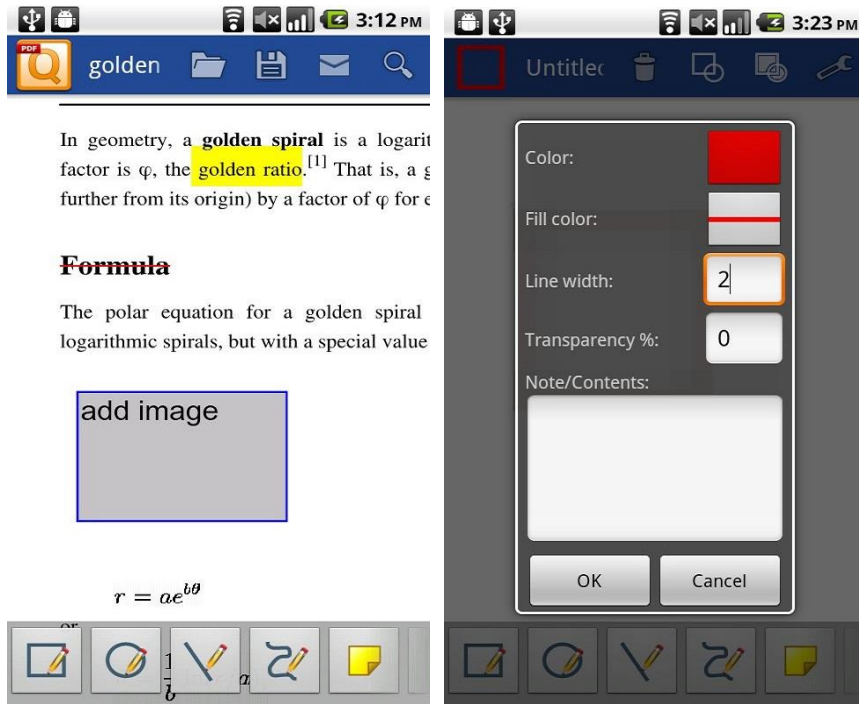 3:12 PM
PDF
golden
In geometry, a golden spiral is a logarit
factor is φ, the golden ratio.[1] That is, a g
further from its origin) by a factor of φ for e
Formula
The polar equation for a golden spiral
logarithmic spirals, but with a special value
add image
r = ae^{bθ}
or
1
b
3:23 PM
Untitled
Color:
Fill color:
Line width:
2
Transparency %:
0
Note/Contents:
OK
Cancel